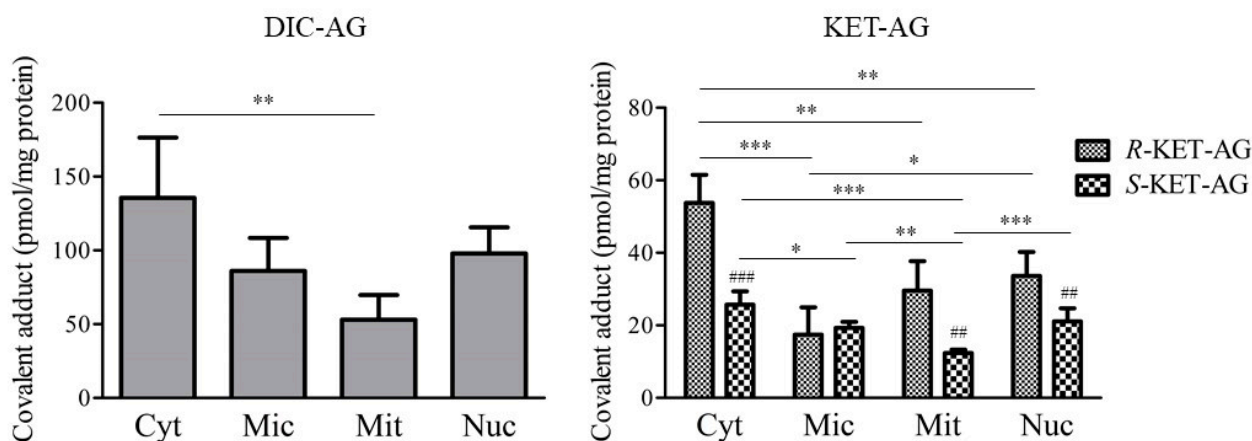 DIC-AG
Covalent adduct (pmol/mg protein)
200
150
100
50
0
**
Cyt Mic Mit Nuc
KET-AG
Covalent adduct (pmol/mg protein)
80
60
40
20
0
**
**
***
*
***
**
***
*
###
##
##
Cyt Mic Mit Nuc
R-KET-AG
S-KET-AG